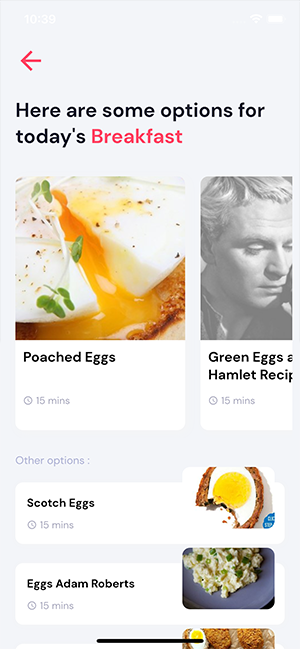 10:39
Here are some options for
today's Breakfast
Poached Eggs
15 mins
Green Eggs a
Hamlet Recip
15 mins
Other options :
Scotch Eggs
15 mins
Eggs Adam Roberts
15 mins